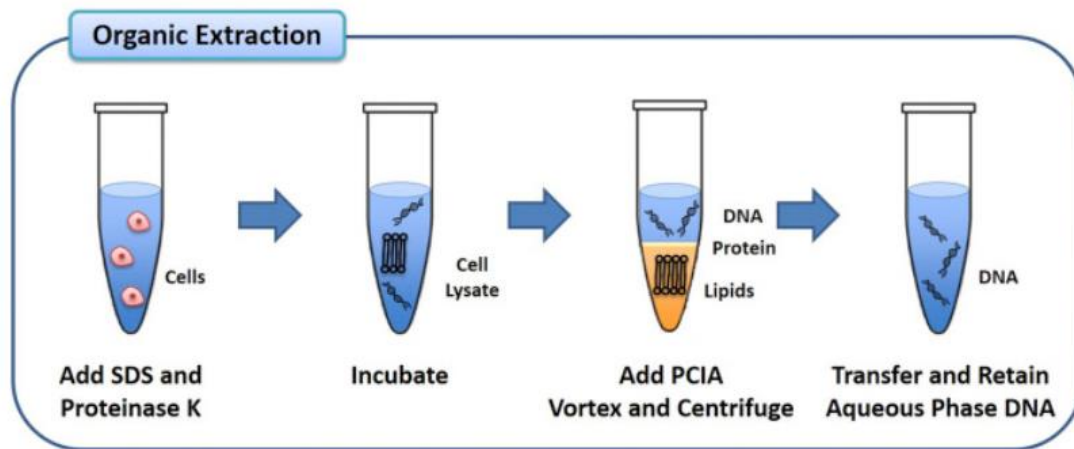 Organic Extraction
Cells
Cell
Lysate
DNA
Protein
Lipids
DNA
Add SDS and
Proteinase K
Incubate
Add PCIA
Vortex and Centrifuge
Transfer and Retain
Aqueous Phase DNA